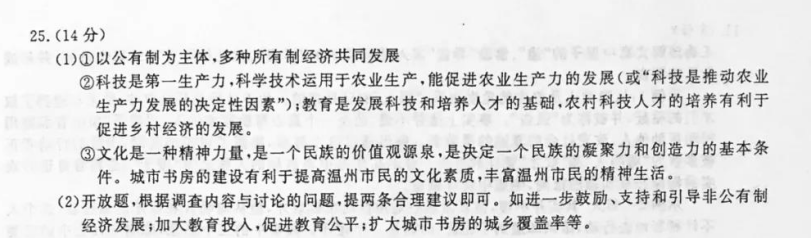 25.(14分)
(1)①以公有制为主体,多种所有制经济共同发展
②科技是第一生产力,科学技术运用于农业生产,能促进农业生产力的发展(或“科技是推动农业
生产力发展的决定性因素”);教育是发展科技和培养人才的基础,农村科技人才的培养有利于
促进乡村经济的发展。
③文化是一种精神力量,是一个民族的价值观源泉,是决定一个民族的凝聚力和创造力的基本条
件。城市书房的建设有利于提高温州市民的文化素质,丰富温州市民的精神生活。
(2)开放题,根据调查内容与讨论的问题,提两条合理建议即可。如进一步鼓励、支持和引导非公有制
经济发展;加大教育投入,促进教育公平;扩大城市书房的城乡覆盖率等。